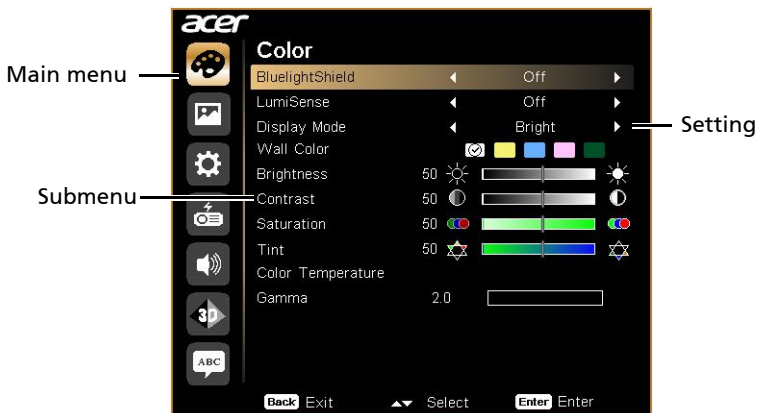 acer
Color
Main menu
BluelightShield Off
LumiSense Off
Display Mode Bright
Setting
Wall Color
Brightness 50
Submenu
Contrast 50
Saturation 50
Tint 50
Color Temperature
Gamma 2.0
3D
ABC
Back Exit Select Enter Enter